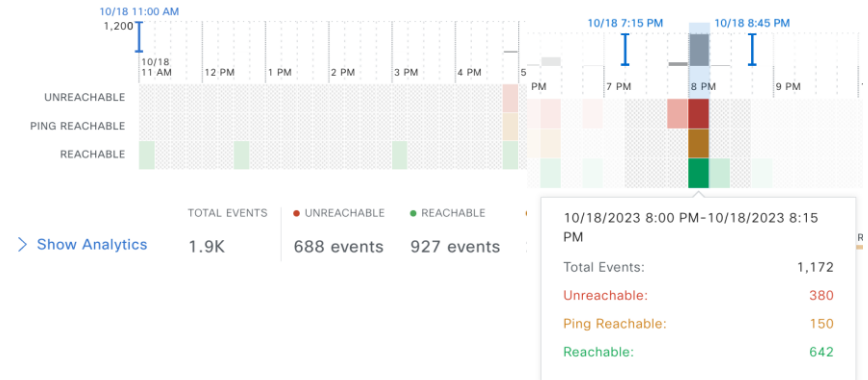 10/18 11:00 AM
1,200
10/18
11 AM 12 PM 1 PM 2 PM 3 PM 4 PM 5
UNREACHABLE
PING REACHABLE
REACHABLE
10/18 7:15 PM 10/18 8:45 PM
PM 7 PM 8 PM 9 PM
TOTAL EVENTS UNREACHABLE REACHABLE
Show Analytics 1.9K 688 events 927 events
10/18/2023 8:00 PM-10/18/2023 8:15
PM
Total Events: 1,172
Unreachable: 380
Ping Reachable: 150
Reachable: 642
R